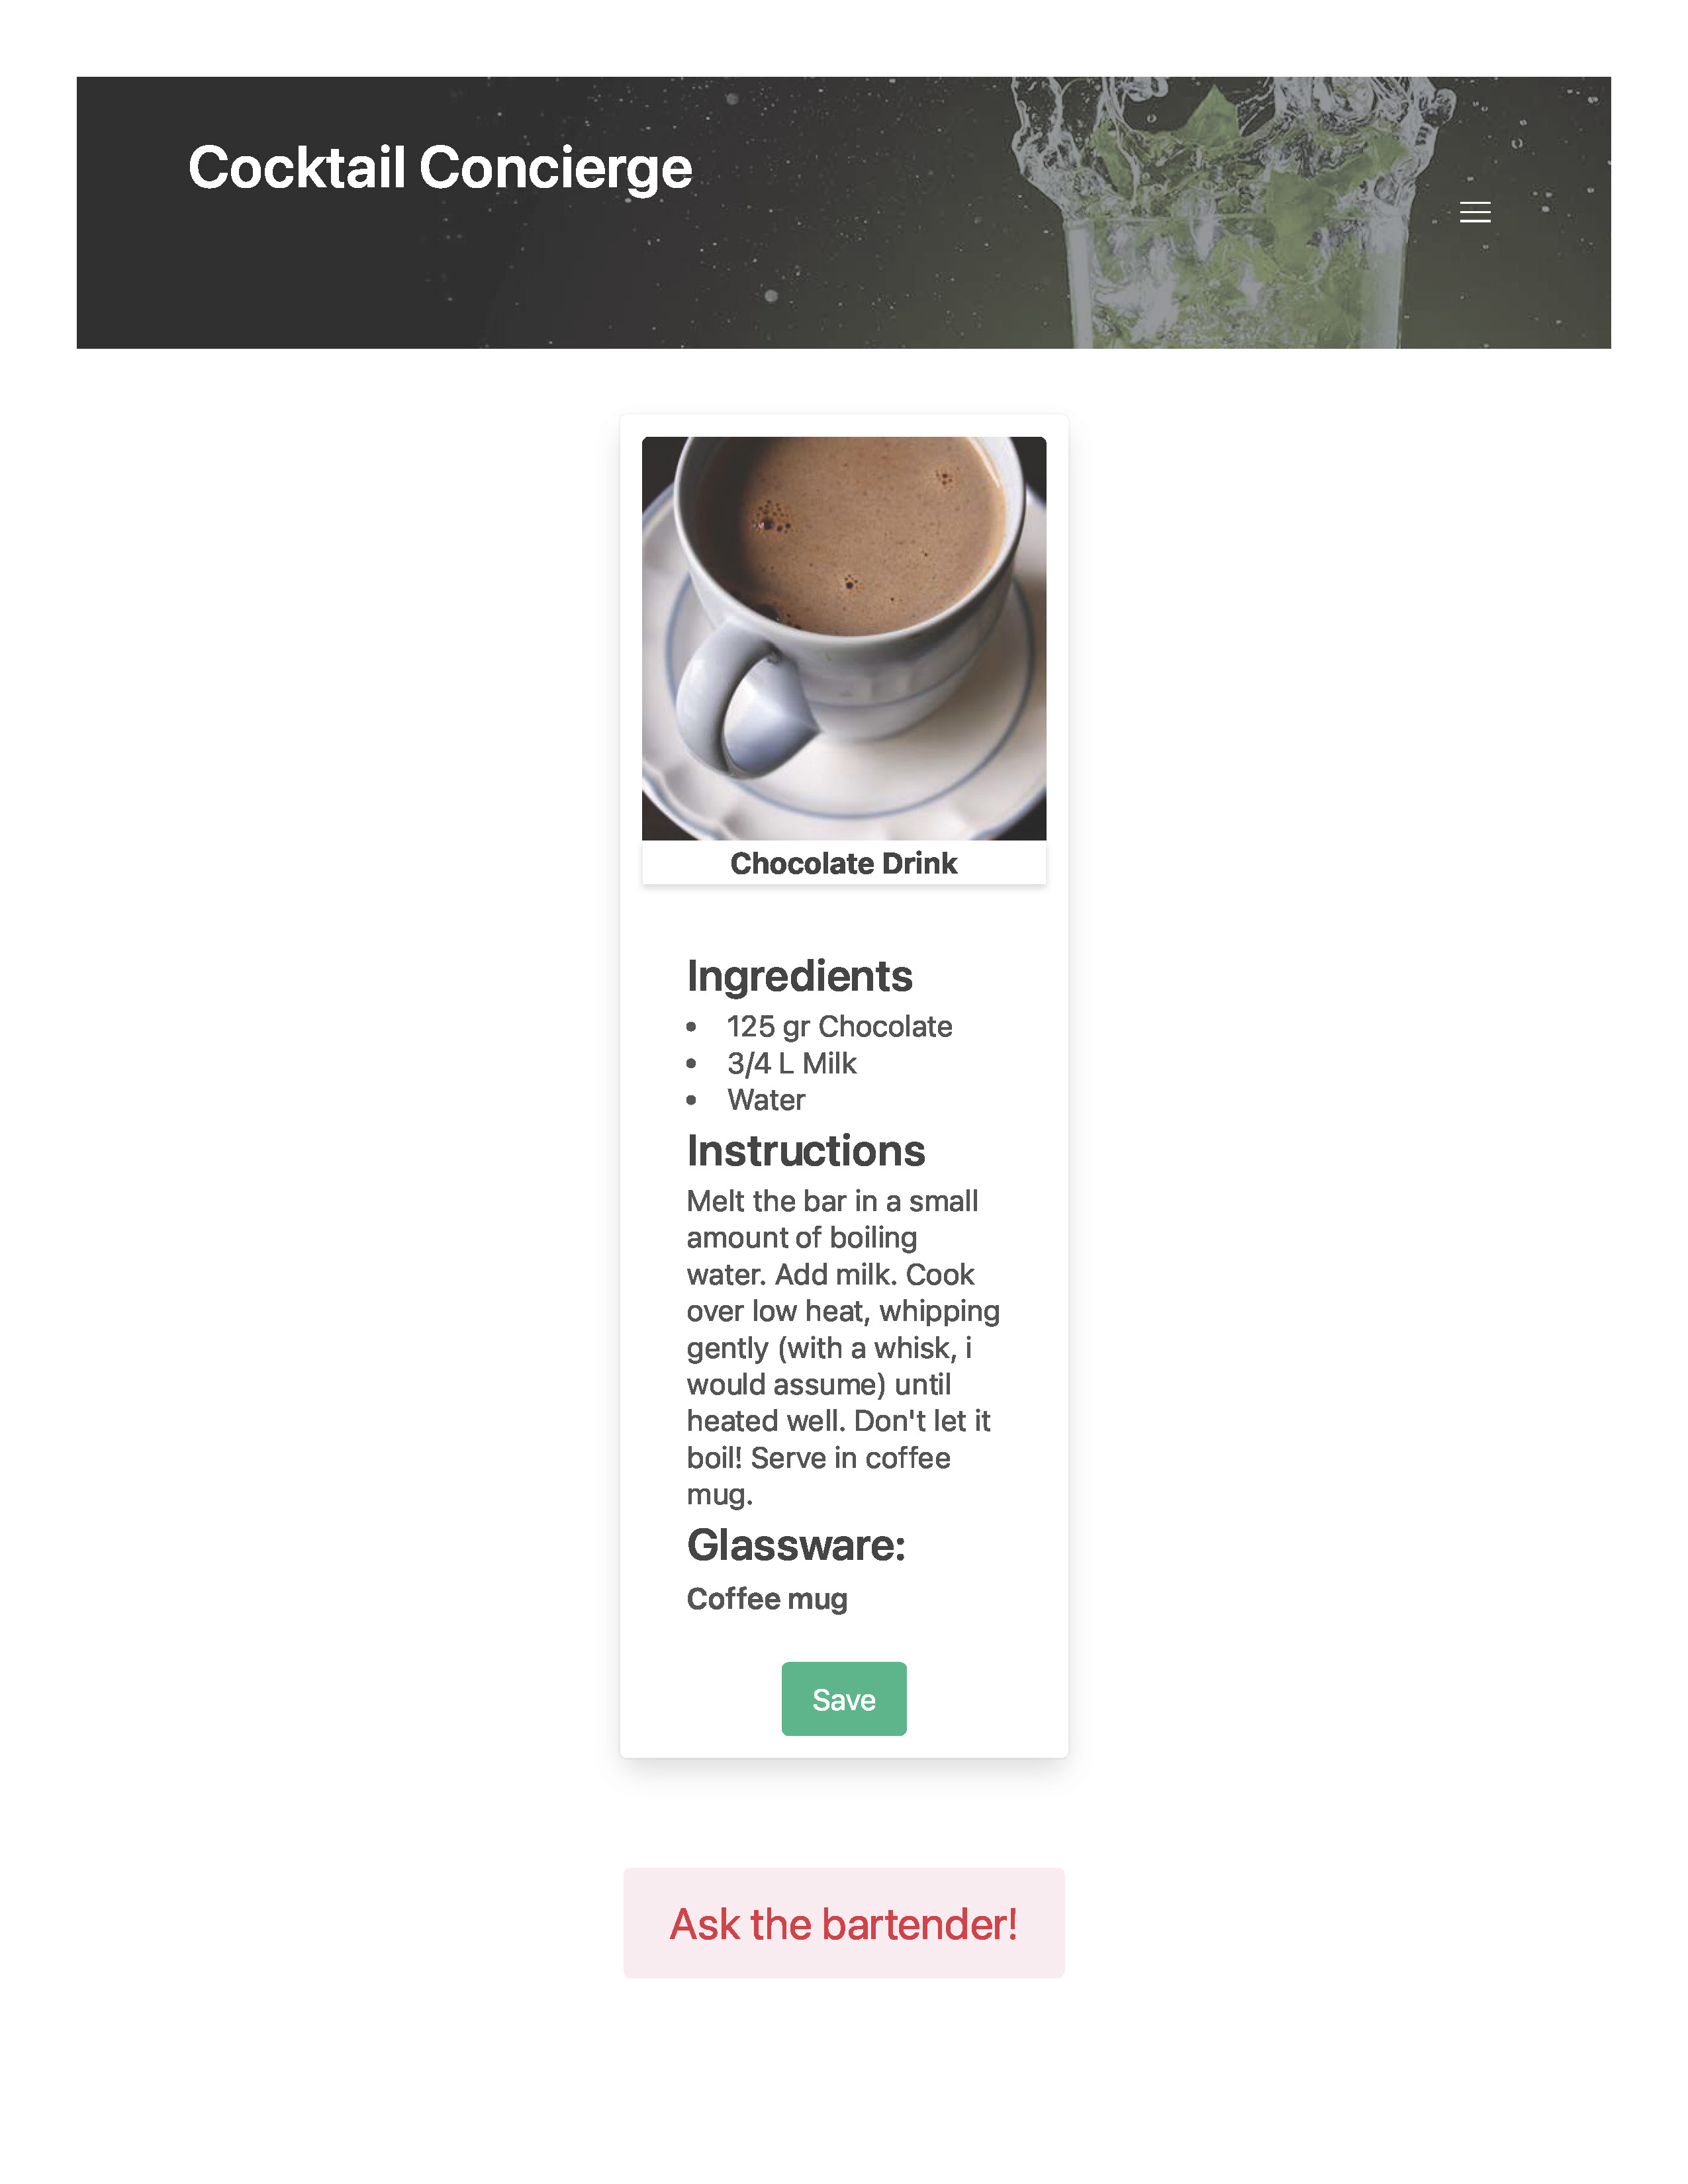 Cocktail Concierge
Chocolate Drink
Ingredients
• 125 gr Chocolate
• 3/4 L Milk
• Water
Instructions
Melt the bar in a small
amount of boiling
water. Add milk. Cook
over low heat, whipping
gently (with a whisk, i
would assume) until
heated well. Don't let it
boil! Serve in coffee
mug.
Glassware:
Coffee mug
Save
Ask the bartender!